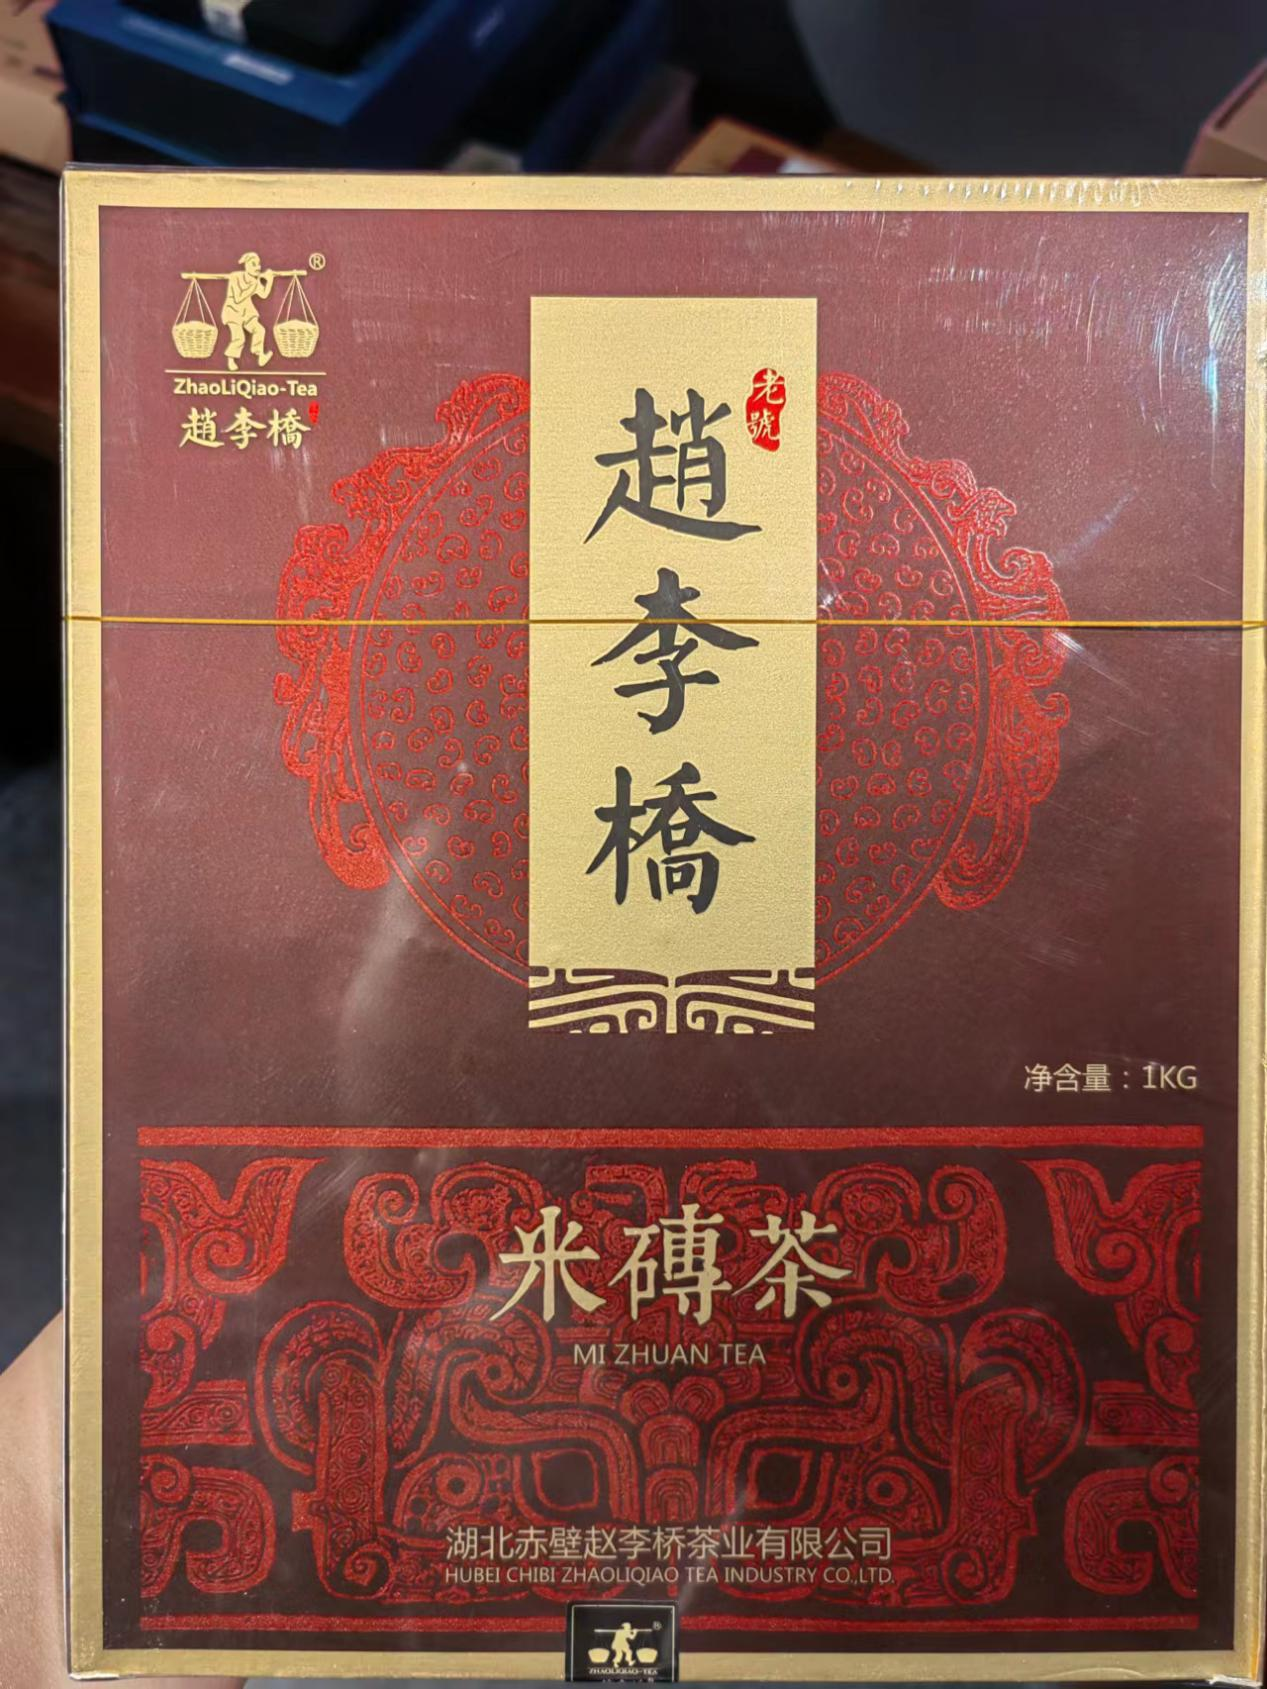 ®
ZhaoLiQiao-Tea
趙李橋
老號
趙李橋
净含量：1KG
米磚茶
MI ZHUAN TEA
湖北赤壁赵李桥茶业有限公司
HUBEI CHIBI ZHAOLIQIAO TEA INDUSTRY CO.,LTD.
®
ZHAOLIQIAO-TEA